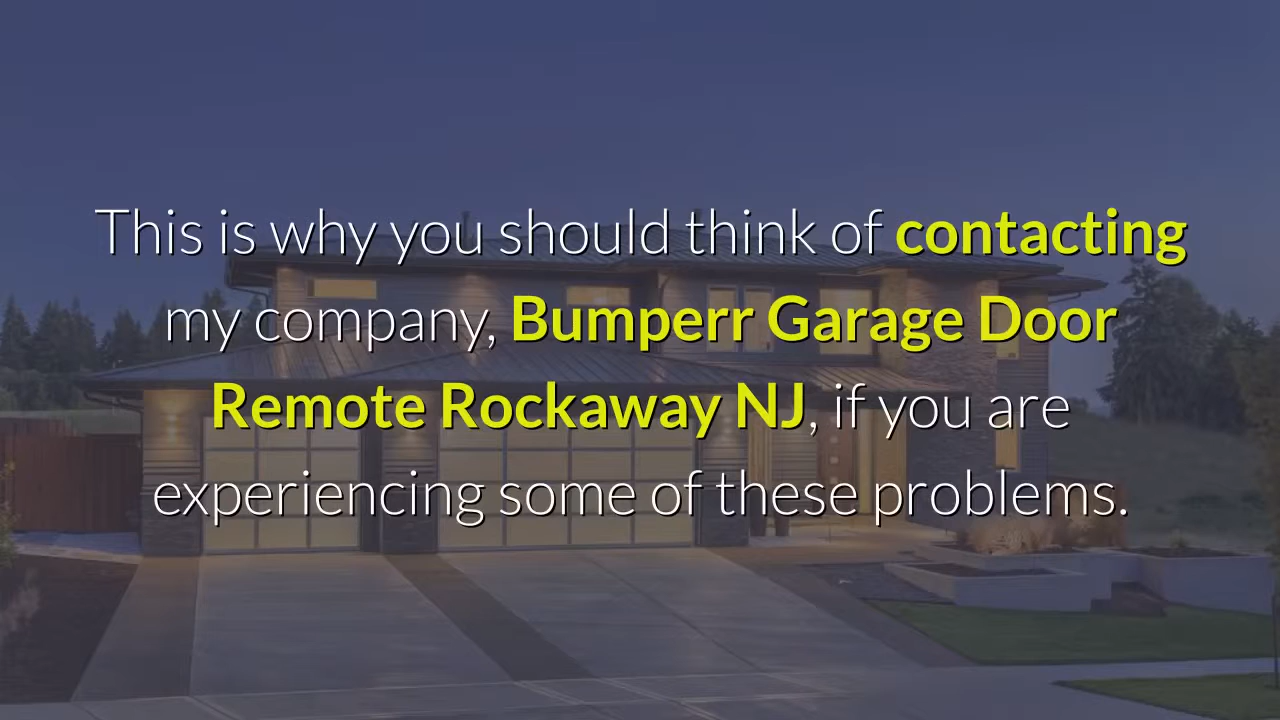 This is why you should think of contacting
my company, Bumperr Garage Door
Remote Rockaway NJ, if you are
experiencing some of these problems.